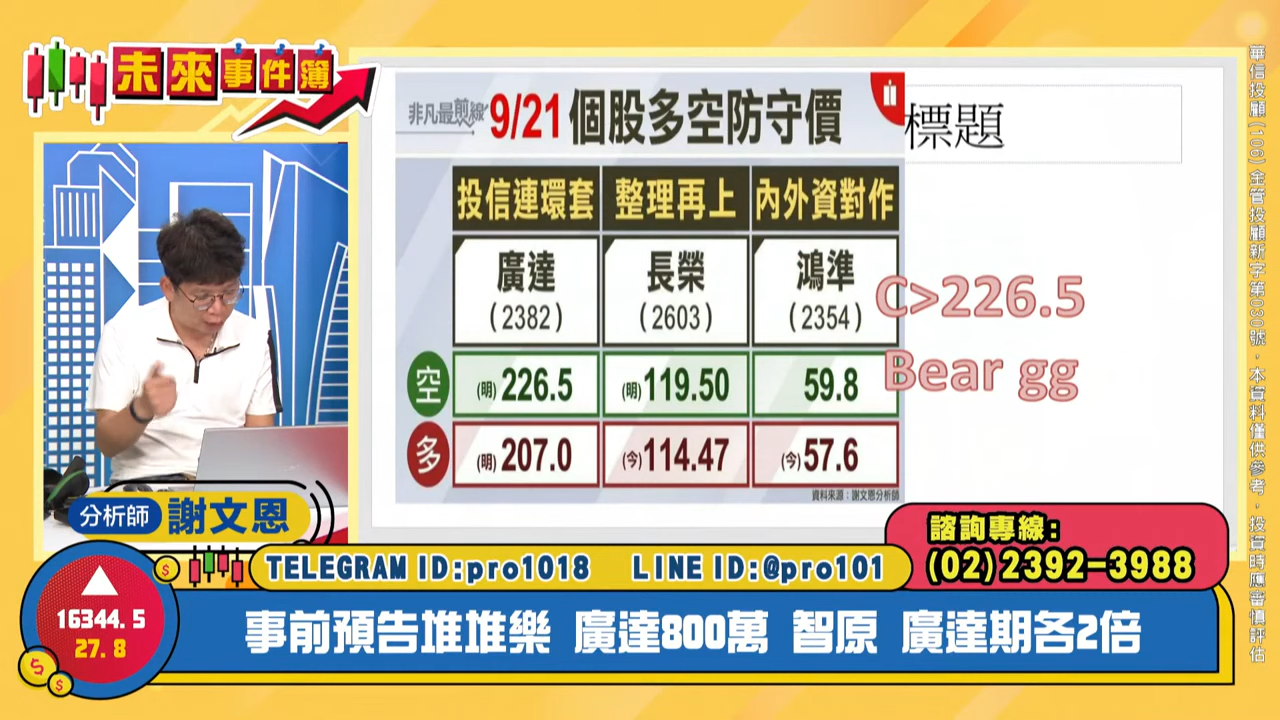 未來事件簿
非凡最前線
9/21個股多空防守價
標題
投信連環套 整理再上 內外資對作
廣達 長榮 鴻準
(2382) (2603) (2354)
C>226.5
空 (明)226.5 (明)119.50 59.8
Bear gg
多 (明)207.0 (今)114.47 (今)57.6
資料來源:謝文恩分析師
分析師 謝文恩
諮詢專線:
(02)2392-3988
TELEGRAM ID:pro1018 LINE ID:@pro101
16344.5
27.8
事前預告堆堆樂 廣達800萬 智原 廣達期各2倍
華信投顧(106)金管投顧新字第030號,本資料僅供參考,投資時應審慎評估